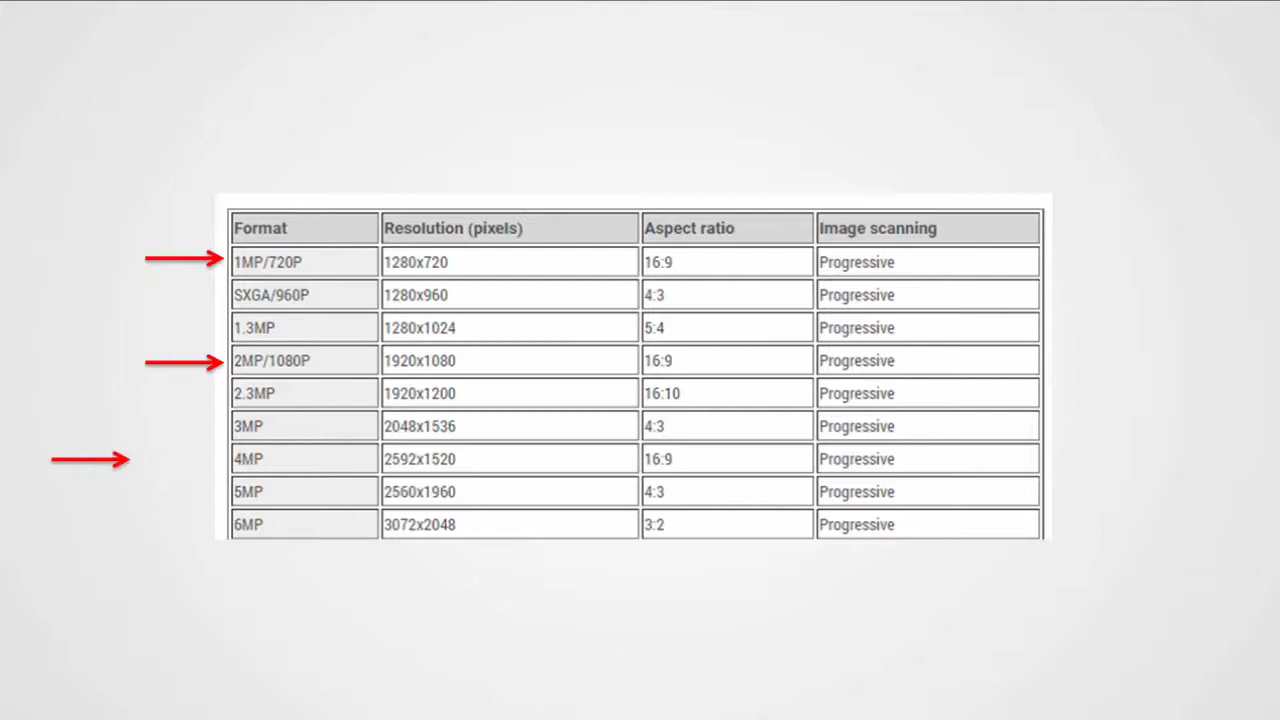 Format Resolution (pixels) Aspect ratio Image scanning
1MP/720P 1280x720 16:9 Progressive
SXGA/960P 1280x960 4:3 Progressive
1.3MP 1280x1024 5:4 Progressive
2MP/1080P 1920x1080 16:9 Progressive
2.3MP 1920x1200 16:10 Progressive
3MP 2048x1536 4:3 Progressive
4MP 2592x1520 16:9 Progressive
5MP 2560x1960 4:3 Progressive
6MP 3072x2048 3:2 Progressive